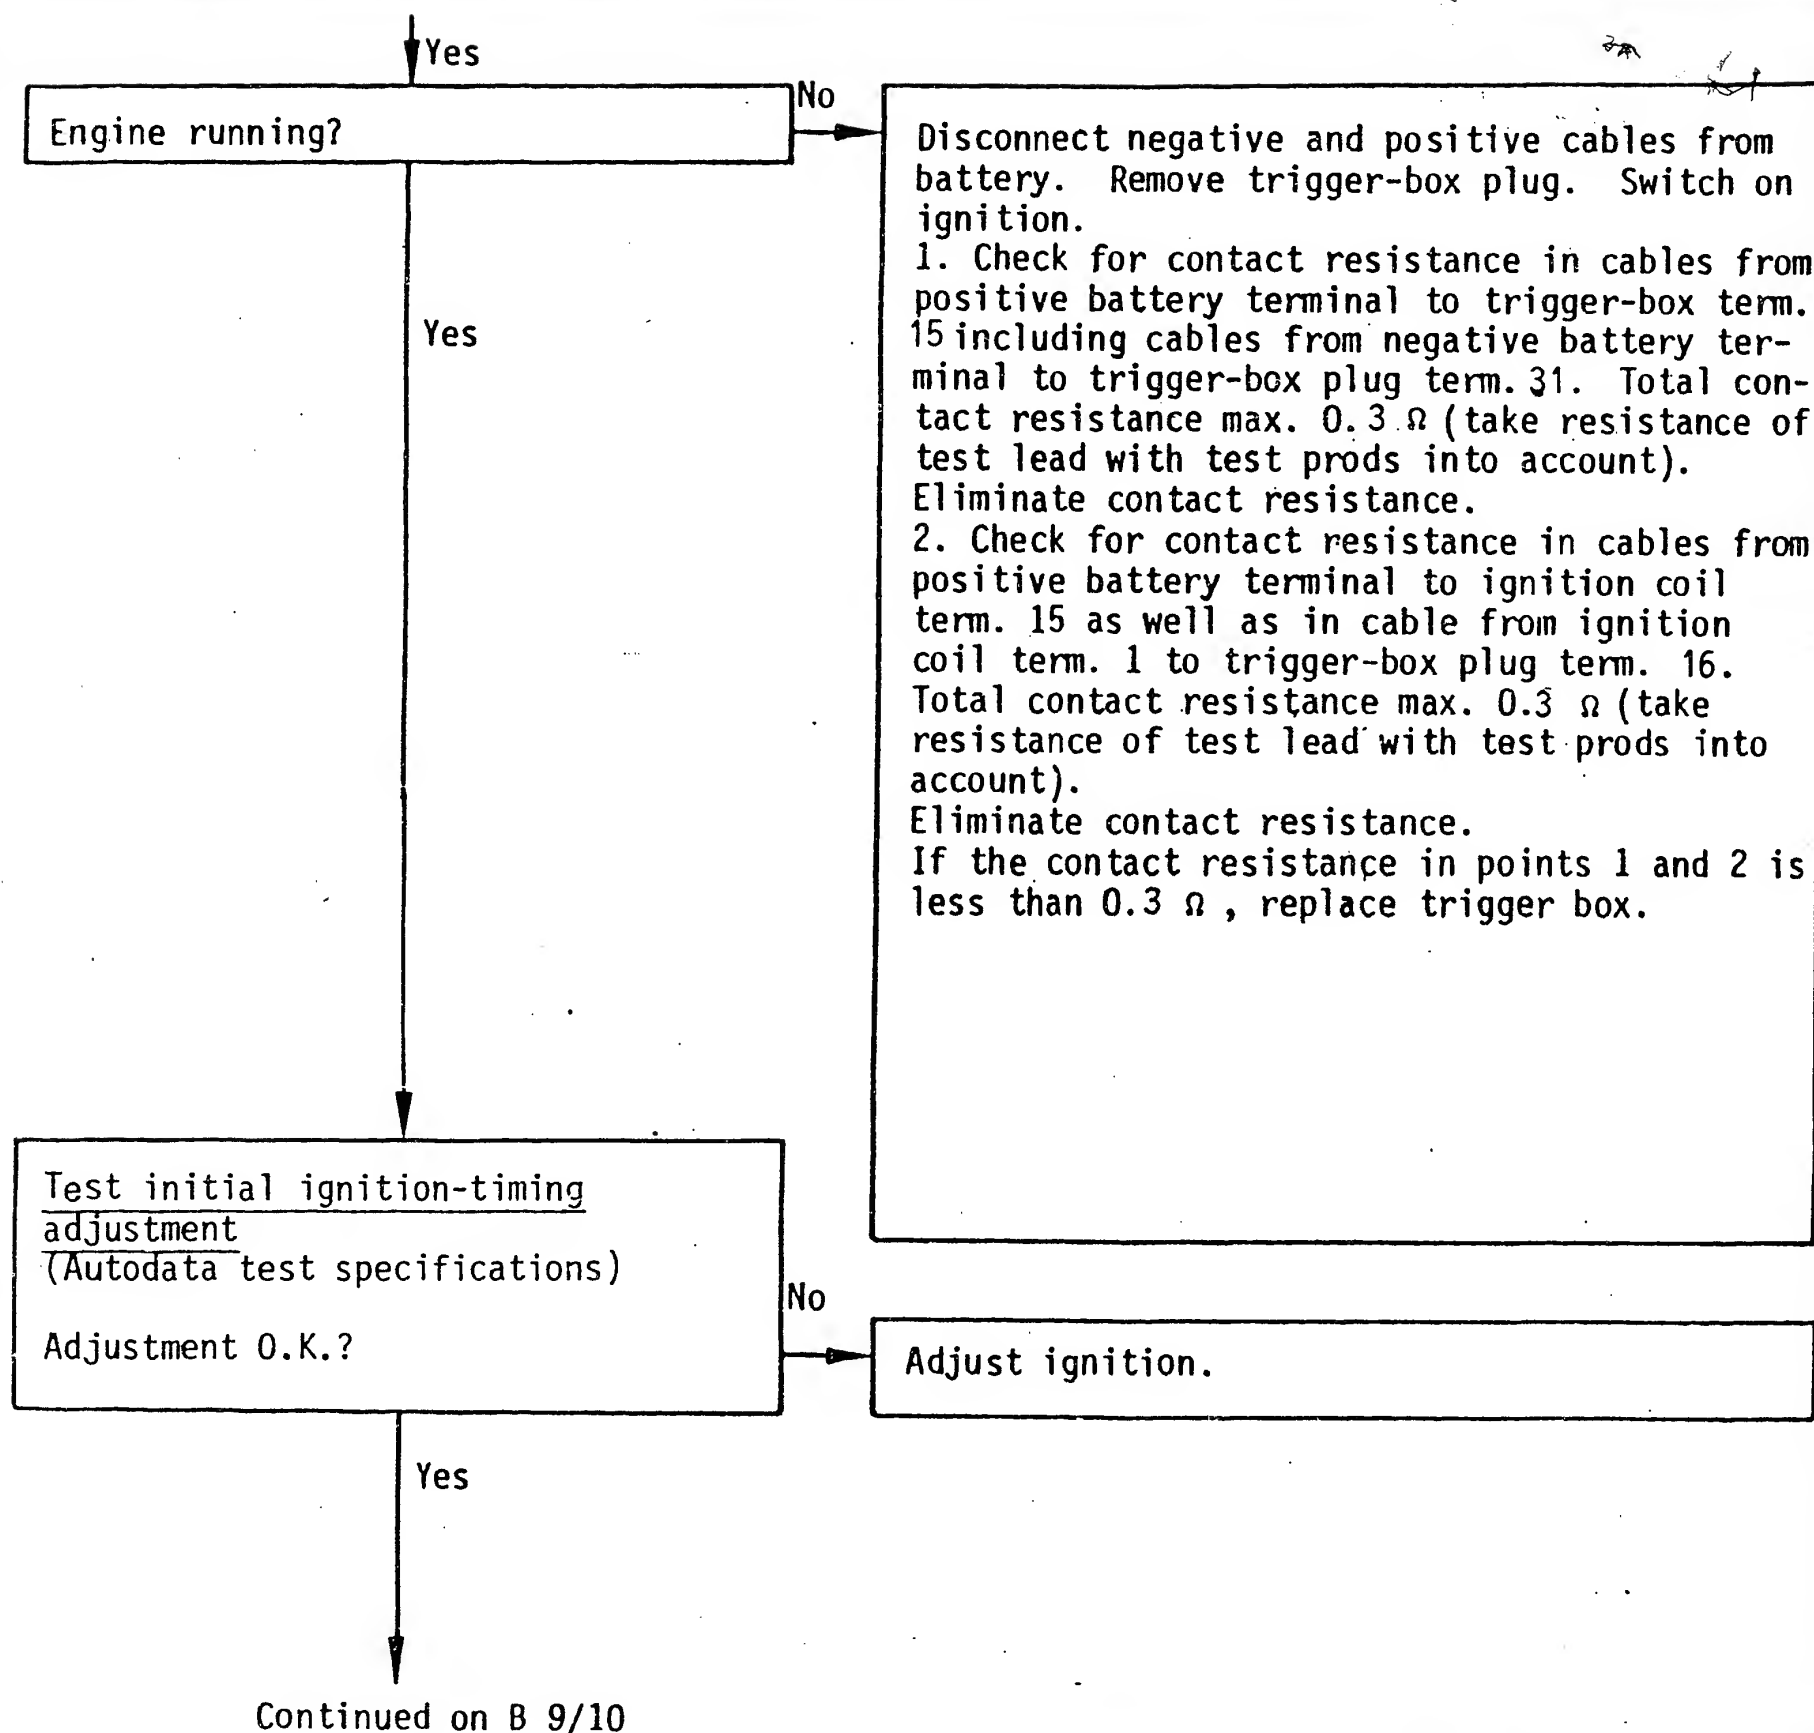 Yes
Engine running?
No
Disconnect negative and positive cables from
battery. Remove trigger-box plug. Switch on
ignition.
1. Check for contact resistance in cables from
positive battery terminal to trigger-box term.
15 including cables from negative battery ter-
minal to trigger-box plug term. 31. Total con-
tact resistance max. 0.3 Ω (take resistance of
test lead with test prods into account).
Eliminate contact resistance.
2. Check for contact resistance in cables from
positive battery terminal to ignition coil
term. 15 as well as in cable from ignition
coil term. 1 to trigger-box plug term. 16.
Total contact resistance max. 0.3 Ω (take
resistance of test lead with test prods into
account).
Eliminate contact resistance.
If the contact resistance in points 1 and 2 is
less than 0.3 Ω , replace trigger box.
Yes
Test initial ignition-timing
adjustment
(Autodata test specifications)
Adjustment O.K.?
No
Adjust ignition.
Yes
Continued on B 9/10